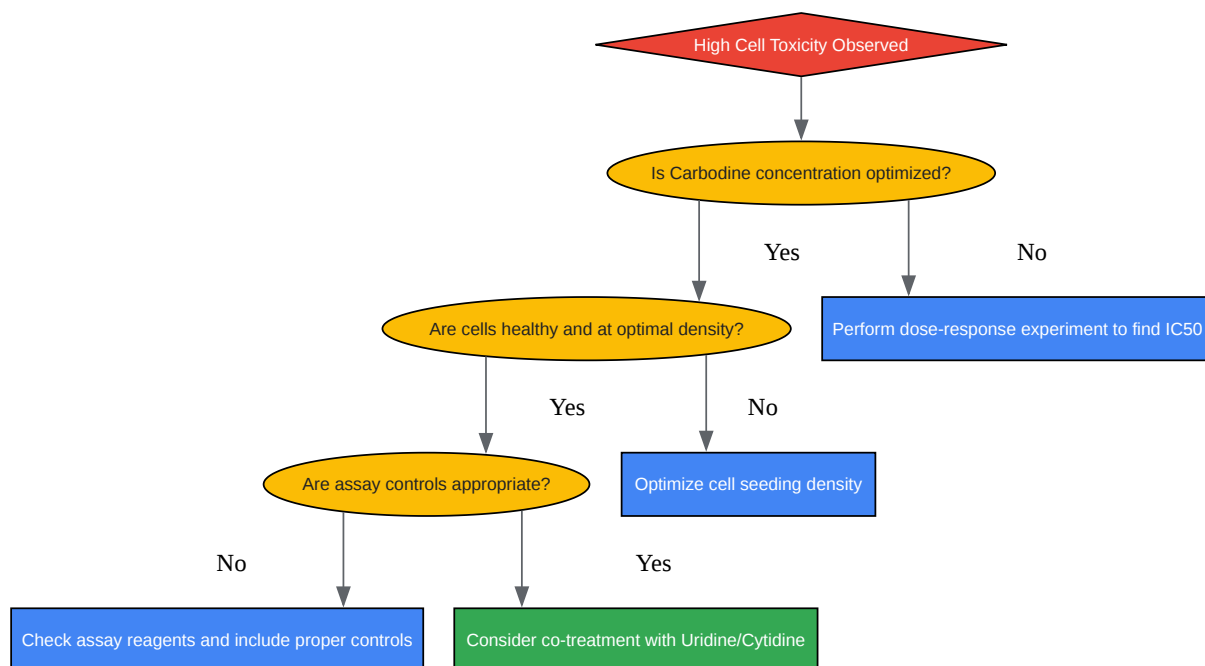 High Cell Toxicity Observed
Is Carbodine concentration optimized?
Yes
No
Are cells healthy and at optimal density?
Perform dose-response experiment to find IC50
Yes
No
Are assay controls appropriate?
Optimize cell seeding density
No
Yes
Check assay reagents and include proper controls
Consider co-treatment with Uridine/Cytidine